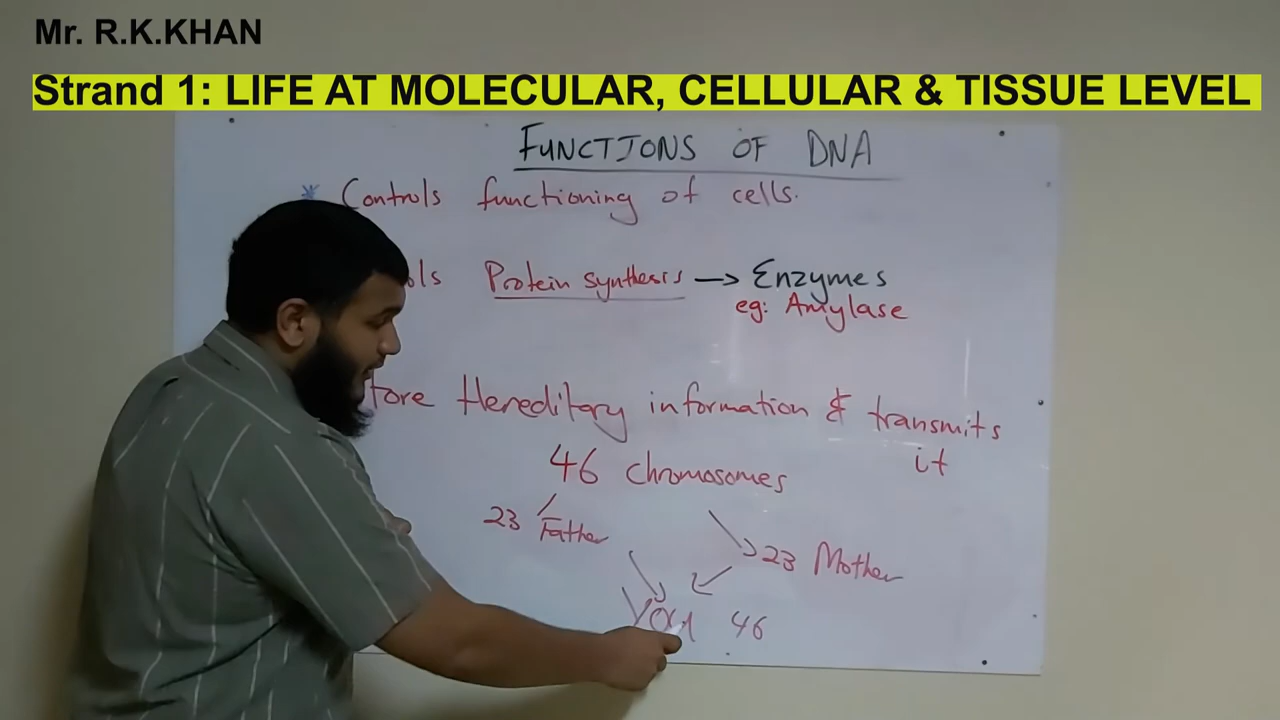 Mr. R.K.KHAN
Strand 1: LIFE AT MOLECULAR, CELLULAR & TISSUE LEVEL
FUNCTIONS OF DNA
* Controls functioning of cells.
Protein synthesis → Enzymes
eg: Amylase
Hereditary information & transmits
it
46 chromosomes
23 Father
23 Mother
You 46